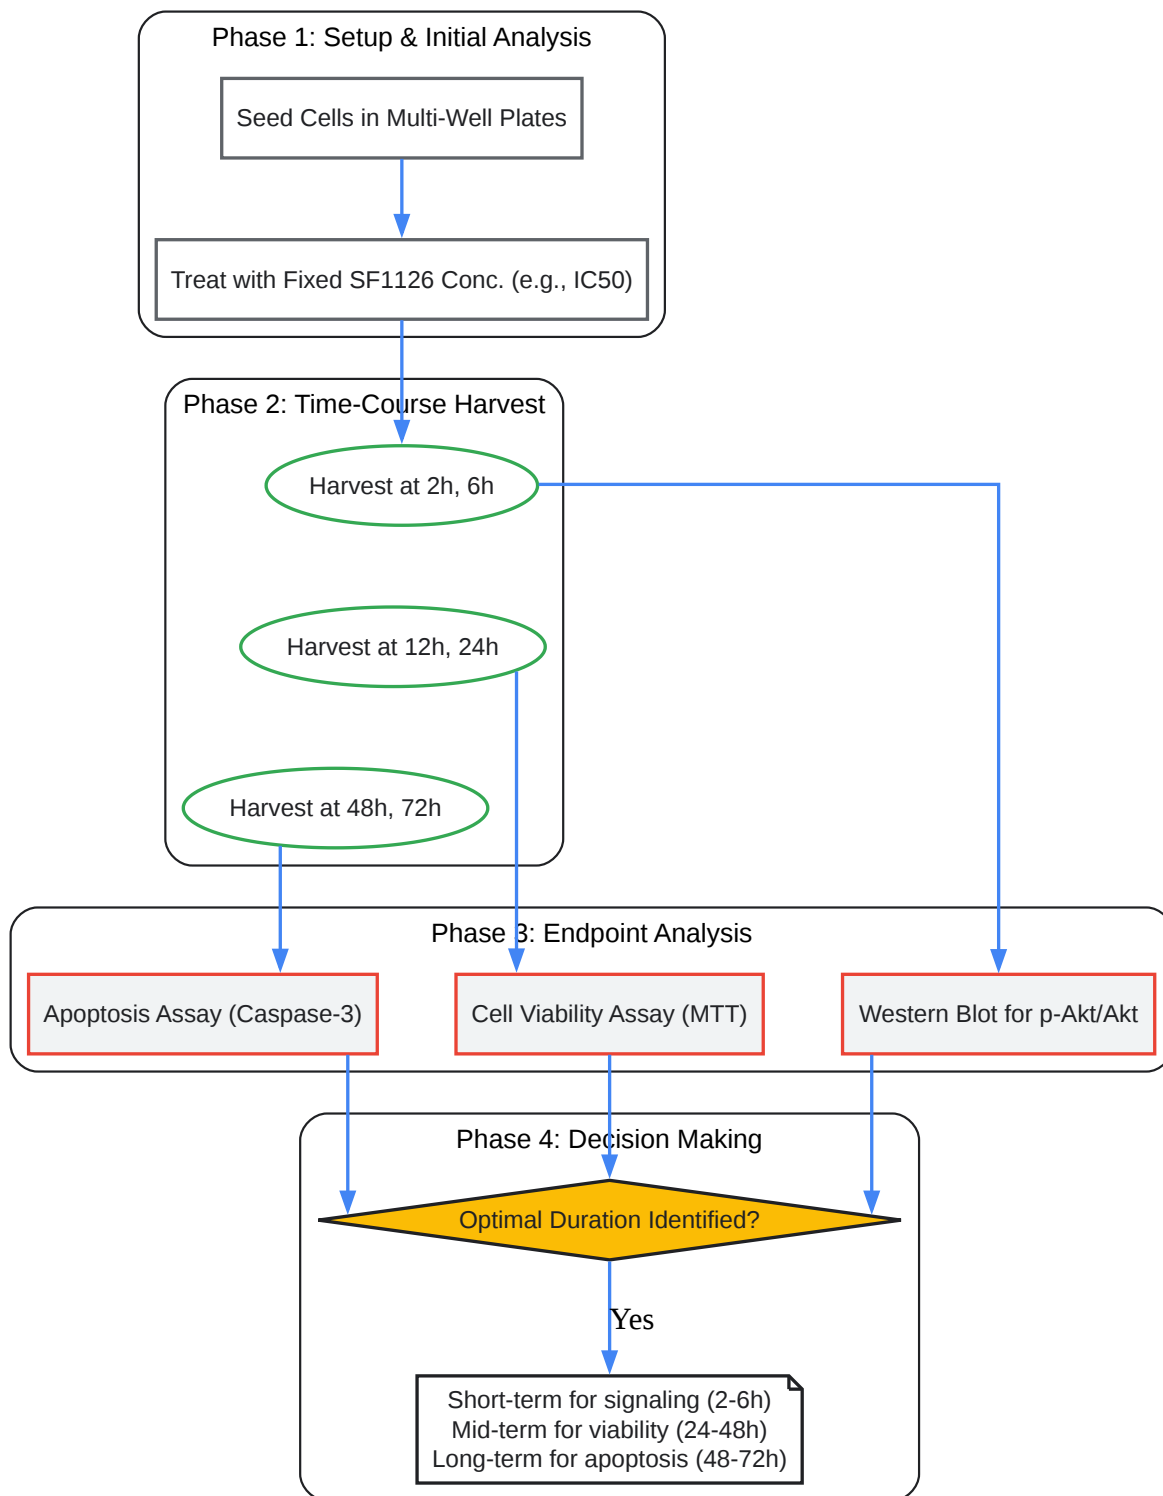 Phase 1: Setup & Initial Analysis
Seed Cells in Multi-Well Plates
Treat with Fixed SF1126 Conc. (e.g., IC50)
Phase 2: Time-Course Harvest
Harvest at 2h, 6h
Harvest at 12h, 24h
Harvest at 48h, 72h
Phase 3: Endpoint Analysis
Apoptosis Assay (Caspase-3)
Cell Viability Assay (MTT)
Western Blot for p-Akt/Akt
Phase 4: Decision Making
Optimal Duration Identified?
Yes
Short-term for signaling (2-6h)
Mid-term for viability (24-48h)
Long-term for apoptosis (48-72h)